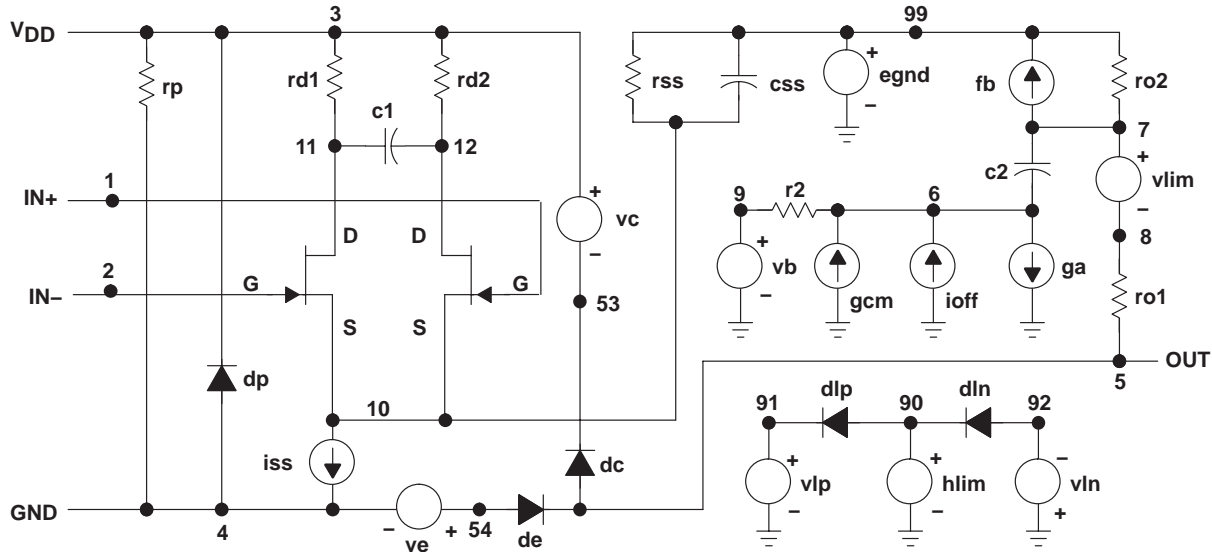 3
99
VDD
rp
rd1
rd2
rss
css
egnd
fb
ro2
c1
11
12
7
c2
vlim
1
IN+
9
r2
6
8
D
D
vc
vb
gcm
ioff
ga
ro1
2
IN–
G
G
53
S
S
OUT
5
dp
10
91
dlp
90
dln
92
iss
dc
vlp
hlim
vln
GND
4
54
de
ve
+
–
+
–
+
–
+
–
–
+
+
–
+
–
–
+